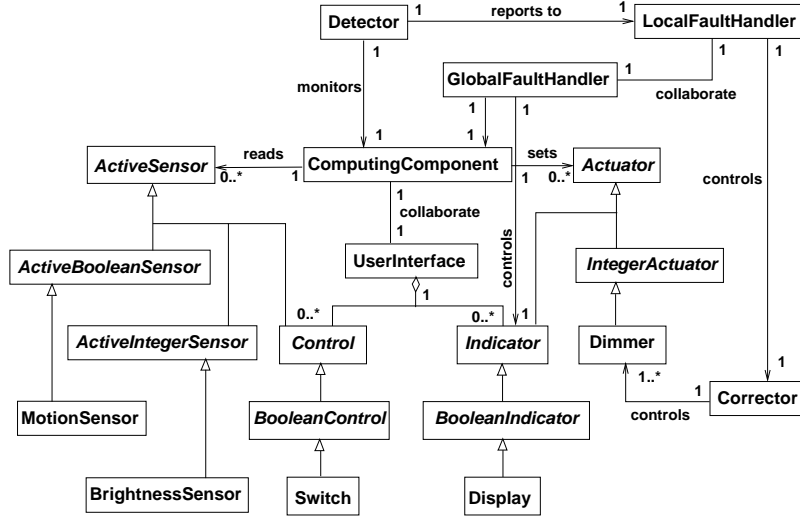 Detector
1
reports to
1
LocalFaultHandler
1
1
1
monitors
GlobalFaultHandler
1
collaborate
1
1
1
1
ActiveSensor
reads
0..*
1
ComputingComponent
sets
1
0..*
Actuator
1
controls
collaborate
1
ActiveBooleanSensor
UserInterface
controls
IntegerActuator
1
0..*
0..*
1
ActiveIntegerSensor
Control
Indicator
Dimmer
1..*
1
1
MotionSensor
BooleanControl
BooleanIndicator
controls
Corrector
BrightnessSensor
Switch
Display